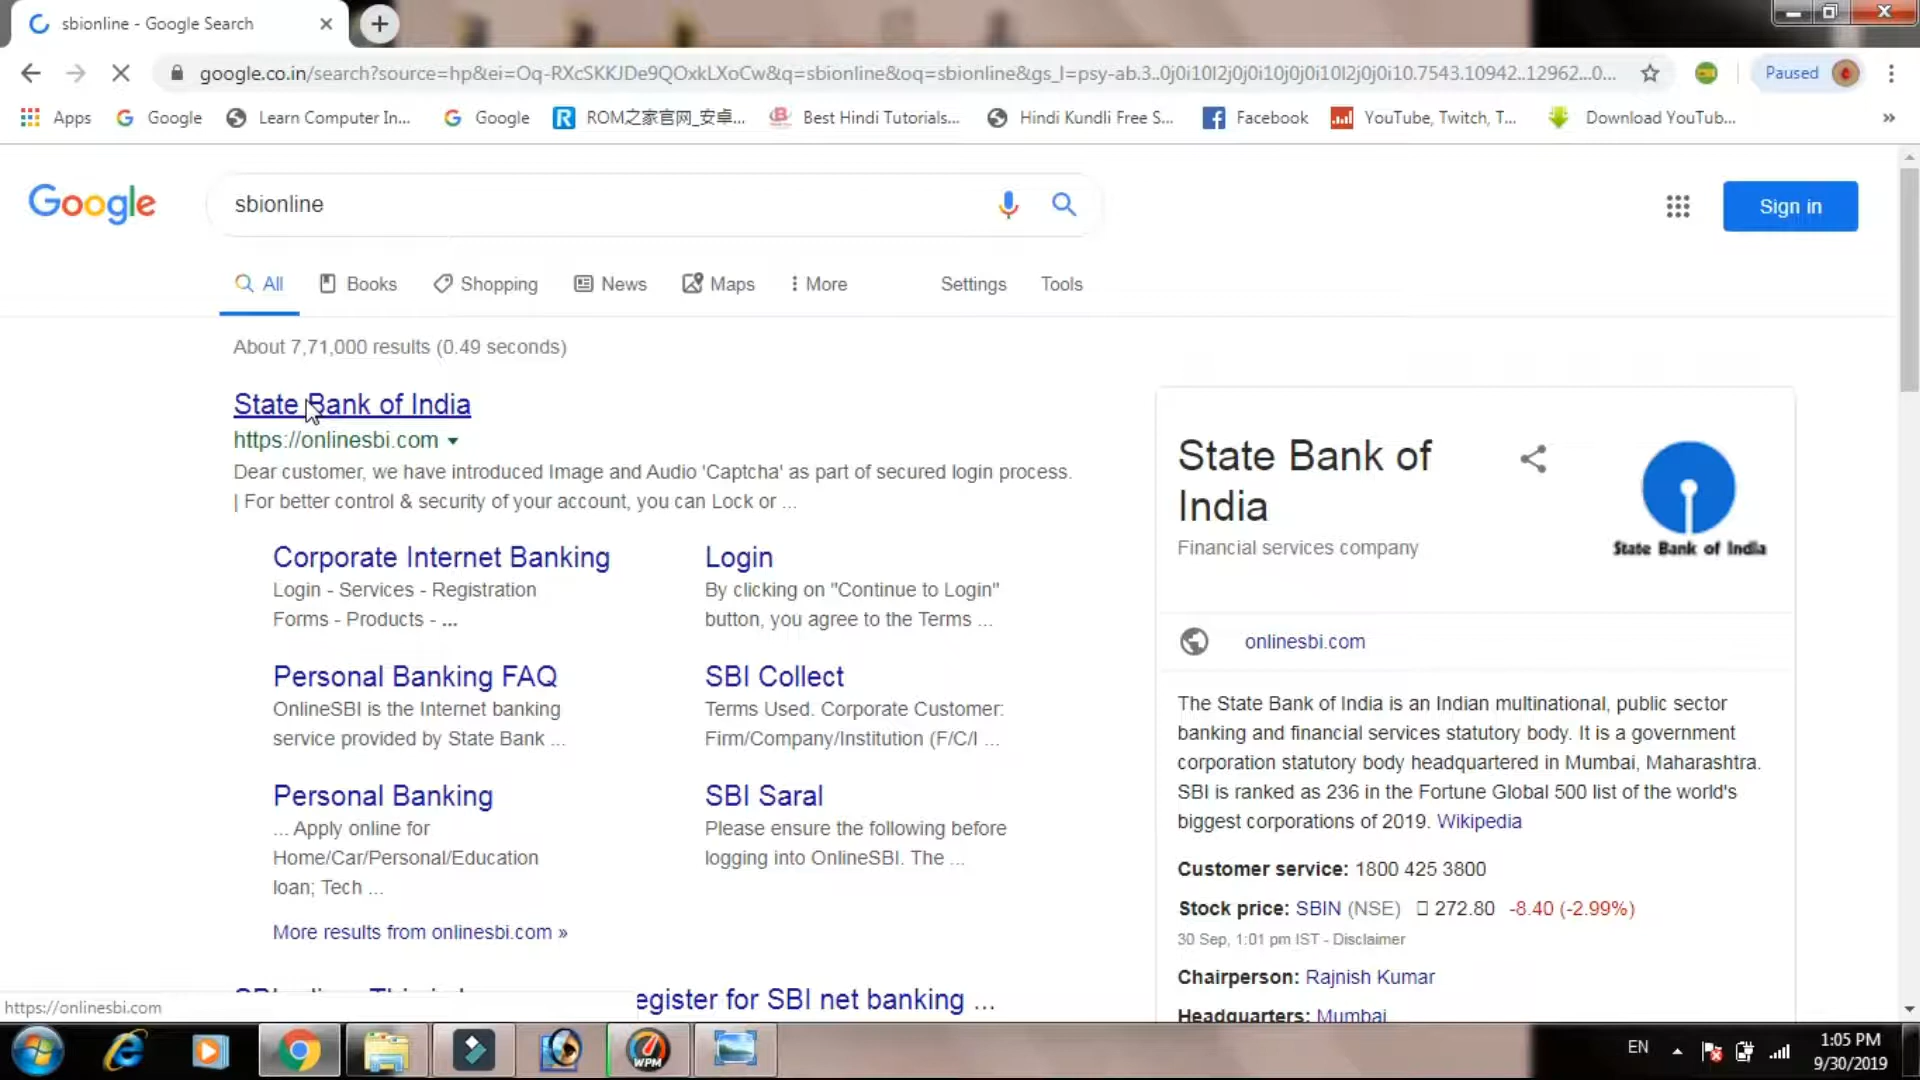 sbionline - Google Search
google.co.in/search?source=hp&ei=Oq-RXcSKKJDe9QOxkLXoCw&q=sbionline&oq=sbionline&gs_l=psy-ab.3..0j0i10l2j0j0i10j0j0i10l2j0j0i10.7543.10942..12962...0...
Paused
Apps
Google
Learn Computer In...
Google
ROM之家官网_安卓...
Best Hindi Tutorials...
Hindi Kundli Free S...
Facebook
YouTube, Twitch, T...
Download YouTub...
»
Google
sbionline
Sign in
All
Books
Shopping
News
Maps
More
Settings
Tools
About 7,71,000 results (0.49 seconds)
State Bank of India
https://onlinesbi.com
Dear customer, we have introduced Image and Audio 'Captcha' as part of secured login process.
| For better control & security of your account, you can Lock or ...
Corporate Internet Banking
Login - Services - Registration
Forms - Products - ...
Login
By clicking on "Continue to Login"
button, you agree to the Terms ...
Personal Banking FAQ
OnlineSBI is the Internet banking
service provided by State Bank ...
SBI Collect
Terms Used. Corporate Customer:
Firm/Company/Institution (F/C/I ...
Personal Banking
... Apply online for
Home/Car/Personal/Education
loan; Tech ...
SBI Saral
Please ensure the following before
logging into OnlineSBI. The ...
More results from onlinesbi.com »
egister for SBI net banking ...
State Bank of
India
Financial services company
State Bank of India
onlinesbi.com
The State Bank of India is an Indian multinational, public sector
banking and financial services statutory body. It is a government
corporation statutory body headquartered in Mumbai, Maharashtra.
SBI is ranked as 236 in the Fortune Global 500 list of the world's
biggest corporations of 2019. Wikipedia
Customer service: 1800 425 3800
Stock price: SBIN (NSE) 272.80 -8.40 (-2.99%)
30 Sep, 1:01 pm IST - Disclaimer
Chairperson: Rajnish Kumar
Headquarters: Mumbai
https://onlinesbi.com
WPM
EN
1:05 PM
9/30/2019